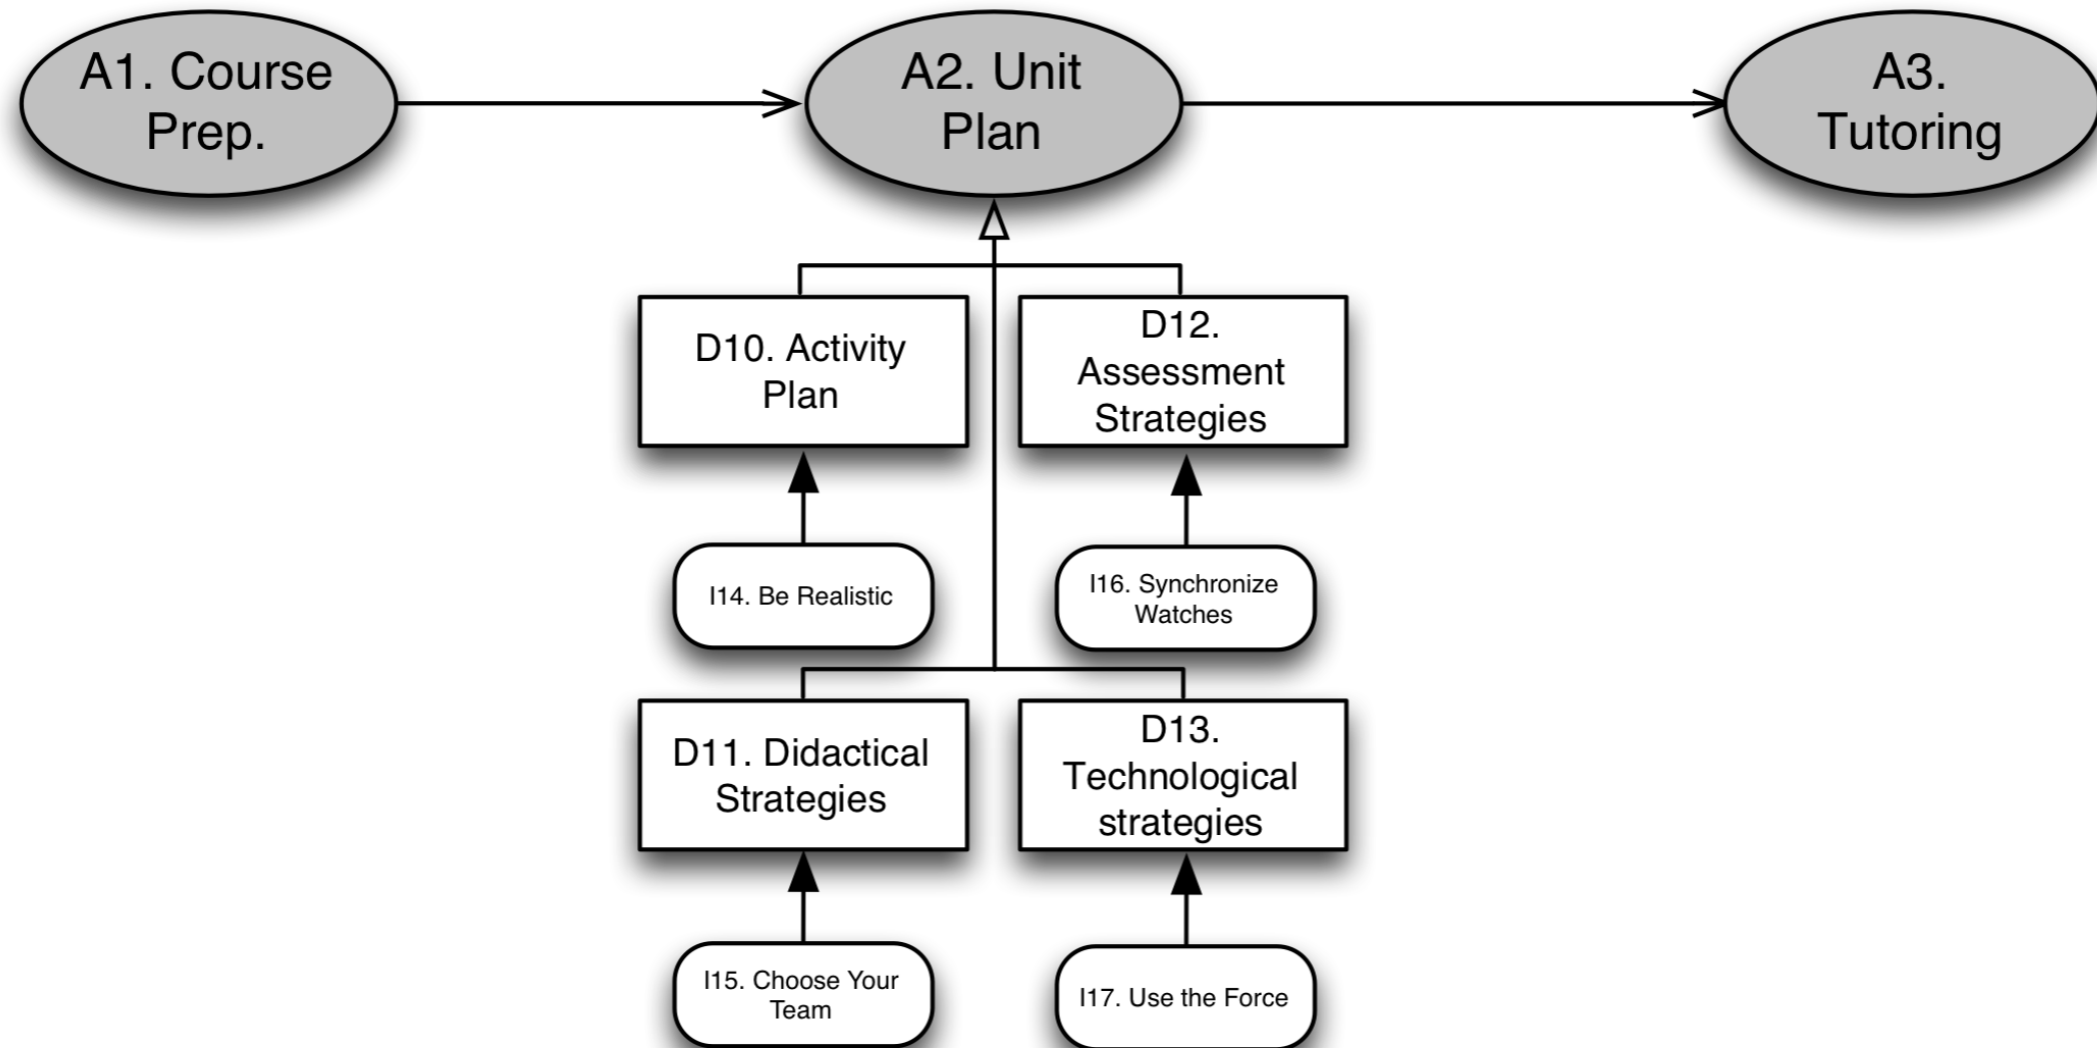 A1. Course
Prep.
A2. Unit
Plan
A3.
Tutoring
D10. Activity
Plan
D12.
Assessment
Strategies
I14. Be Realistic
I16. Synchronize
Watches
D11. Didactical
Strategies
D13.
Technological
strategies
I15. Choose Your
Team
I17. Use the Force